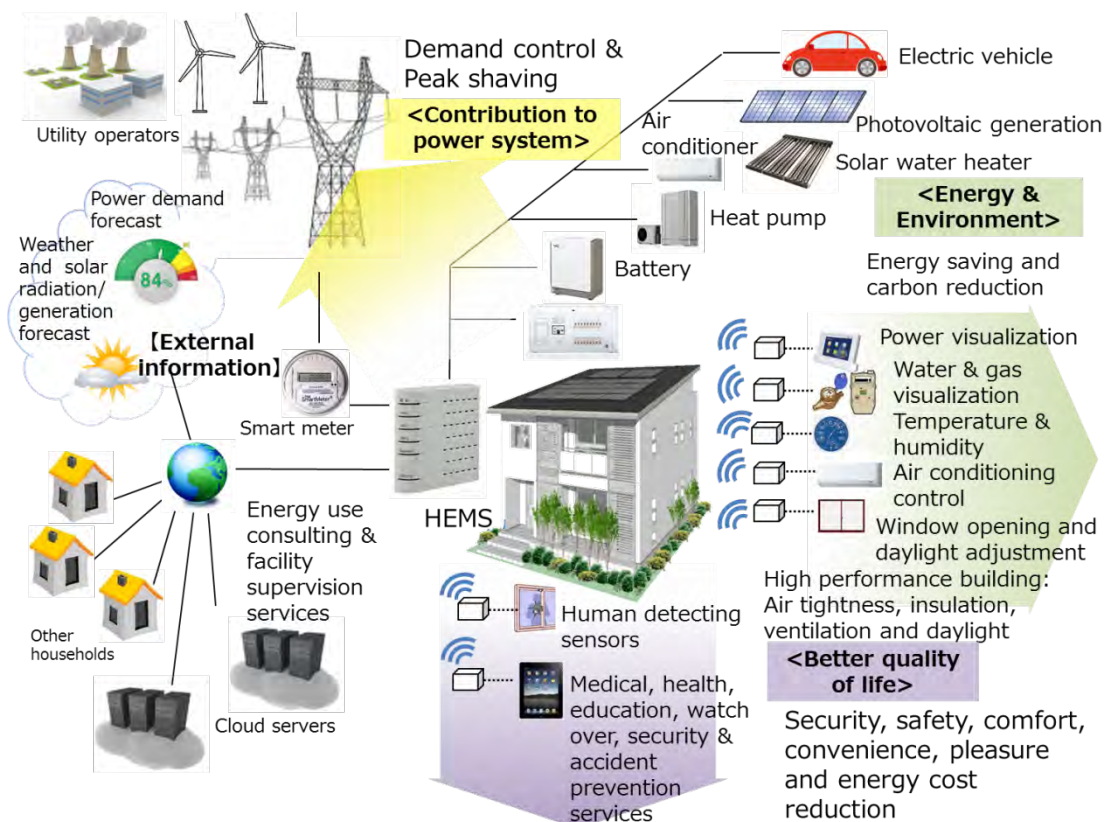 Demand control &
Peak shaving
<Contribution to
power system>
Utility operators
Electric vehicle
Photovoltaic generation
Air
conditioner
Solar water heater
Heat pump
Battery
<Energy &
Environment>
Energy saving and
carbon reduction
Power demand
forecast
Weather
and solar
radiation/
generation
forecast
84%
【External
information】
Smart meter
HEMS
Power visualization
Water & gas
visualization
Temperature &
humidity
Air conditioning
control
Window opening and
daylight adjustment
High performance building:
Air tightness, insulation,
ventilation and daylight
Energy use
consulting &
facility
supervision
services
Other
households
Cloud servers
Human detecting
sensors
Medical, health,
education, watch
over, security &
accident
prevention
services
<Better quality
of life>
Security, safety, comfort,
convenience, pleasure
and energy cost
reduction